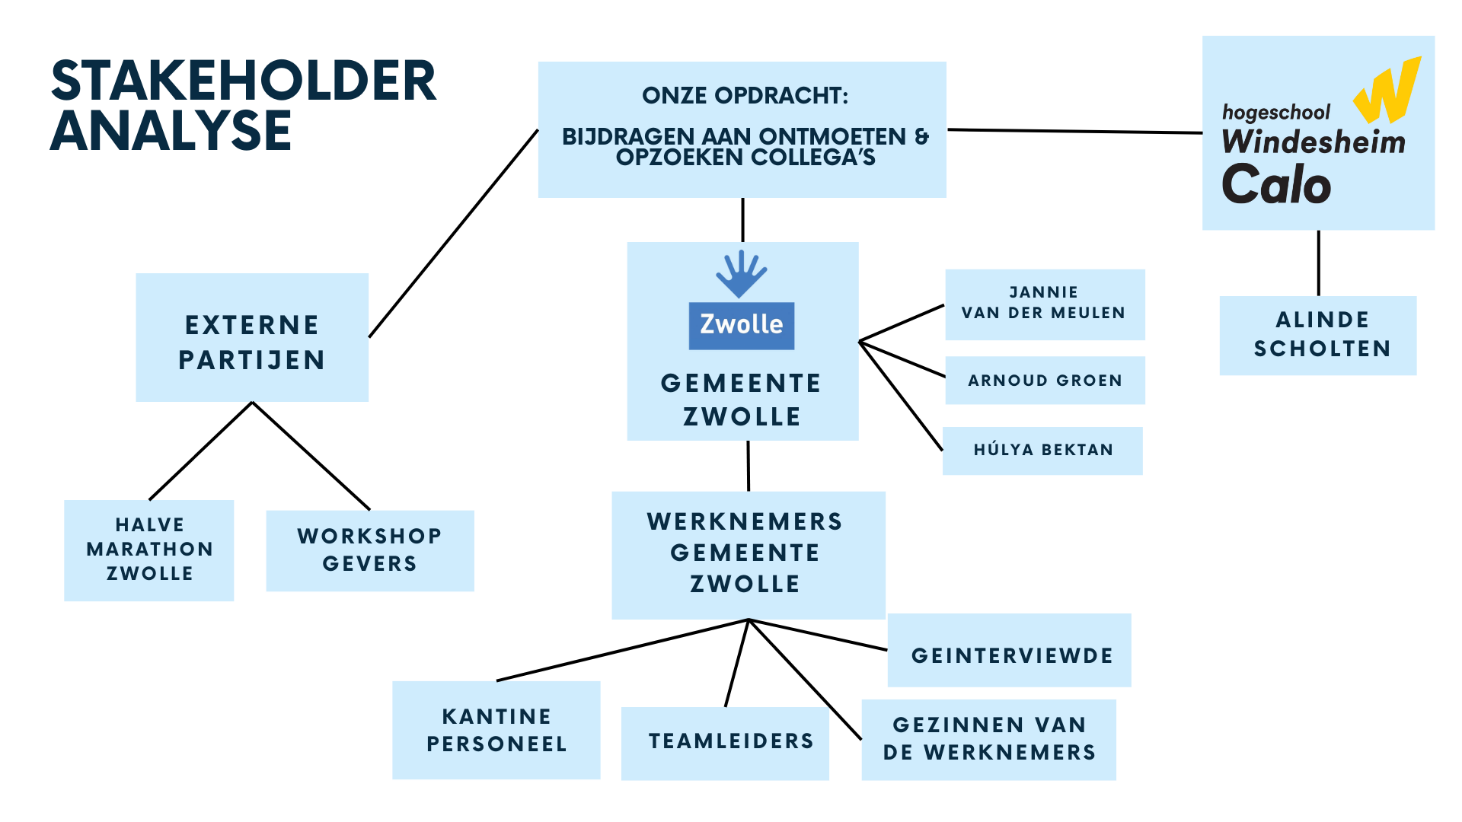 STAKEHOLDER
ANALYSE
ONZE OPDRACHT:
BIJDRAGEN AAN ONTMOETEN &
OPZOEKEN COLLEGA'S
hogeschool
Windesheim
Calo
EXTERNE
PARTIJEN
Zwolle
GEMEENTE
ZWOLLE
JANNIE
VAN DER MEULEN
ARNOUD GROEN
HÚLYA BEKTAN
ALINDE
SCHOLTEN
HALVE
MARATHON
ZWOLLE
WORKSHOP
GEVERS
WERKNEMERS
GEMEENTE
ZWOLLE
KANTINE
PERSONEEL
TEAMLEIDERS
GEINTERVIEWDE
GEZINNEN VAN
DE WERKNEMERS